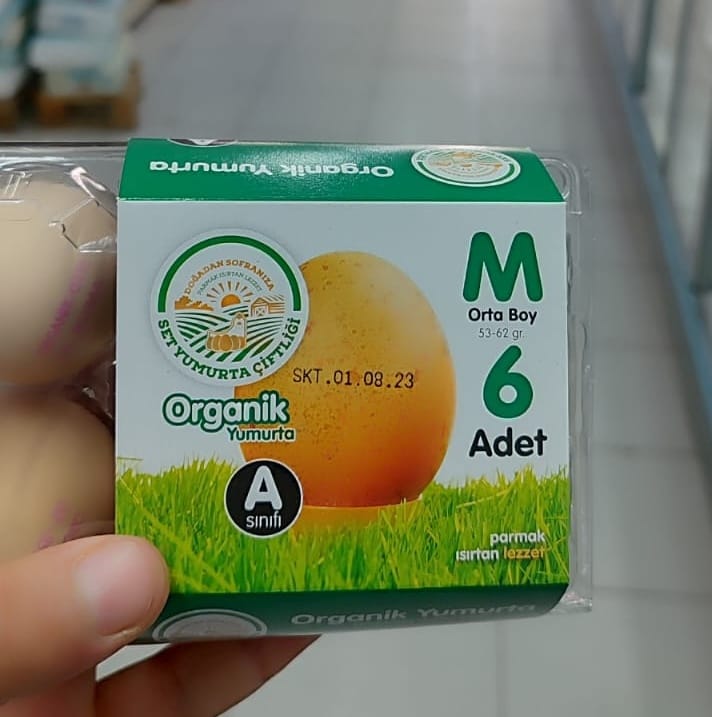 Organik Yumurta
DOĞADAN SOFRANIZA
PARMAK ISIRTAN LEZZET
SET YUMURTA ÇİFTLİĞİ
Organik
Yumurta
A
sınıfı
SKT.01.08.23
M
Orta Boy
53-62 gr.
6
Adet
parmak
ısırtan lezzet
Organik Yumurta